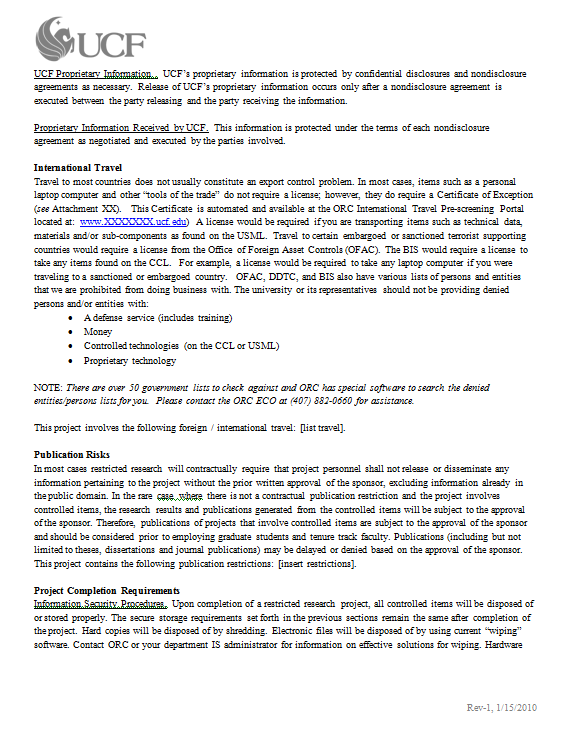 UCF
UCF Proprietary Information. UCF's proprietary information is protected by confidential disclosures and nondisclosure
agreements as necessary. Release of UCF's proprietary information occurs only after a nondisclosure agreement is
executed between the party releasing and the party receiving the information.
Proprietary Information Received by UCF. This information is protected under the terms of each nondisclosure
agreement as negotiated and executed by the parties involved.
International Travel
Travel to most countries does not usually constitute an export control problem. In most cases, items such as a personal
laptop computer and other “tools of the trade” do not require a license; however, they do require a Certificate of Exception
(see Attachment XX). This Certificate is automated and available at the ORC International Travel Pre-screening Portal
located at: www.XXXXXXX.ucf.edu) A license would be required if you are transporting items such as technical data,
materials and/or sub-components as found on the USML. Travel to certain embargoed or sanctioned terrorist supporting
countries would require a license from the Office of Foreign Asset Controls (OFAC). The BIS would require a license to
take any items found on the CCL. For example, a license would be required to take any laptop computer if you were
traveling to a sanctioned or embargoed country. OFAC, DDTC, and BIS also have various lists of persons and entities
that we are prohibited from doing business with. The university or its representatives should not be providing denied
persons and/or entities with:
• A defense service (includes training)
• Money
• Controlled technologies (on the CCL or USML)
• Proprietary technology
NOTE: There are over 50 government lists to check against and ORC has special software to search the denied
entities/persons lists for you. Please contact the ORC ECO at (407) 882-0660 for assistance.
This project involves the following foreign / international travel: [list travel].
Publication Risks
In most cases restricted research will contractually require that project personnel shall not release or disseminate any
information pertaining to the project without the prior written approval of the sponsor, excluding information already in
the public domain. In the rare case, where there is not a contractual publication restriction and the project involves
controlled items, the research results and publications generated from the controlled items will be subject to the approval
of the sponsor. Therefore, publications of projects that involve controlled items are subject to the approval of the sponsor
and should be considered prior to employing graduate students and tenure track faculty. Publications (including but not
limited to theses, dissertations and journal publications) may be delayed or denied based on the approval of the sponsor.
This project contains the following publication restrictions: [insert restrictions].
Project Completion Requirements
Information Security Procedures. Upon completion of a restricted research project, all controlled items will be disposed of
or stored properly. The secure storage requirements set forth in the previous sections remain the same after completion of
the project. Hard copies will be disposed of by shredding. Electronic files will be disposed of by using current “wiping”
software. Contact ORC or your department IS administrator for information on effective solutions for wiping. Hardware
Rev-1, 1/15/2010